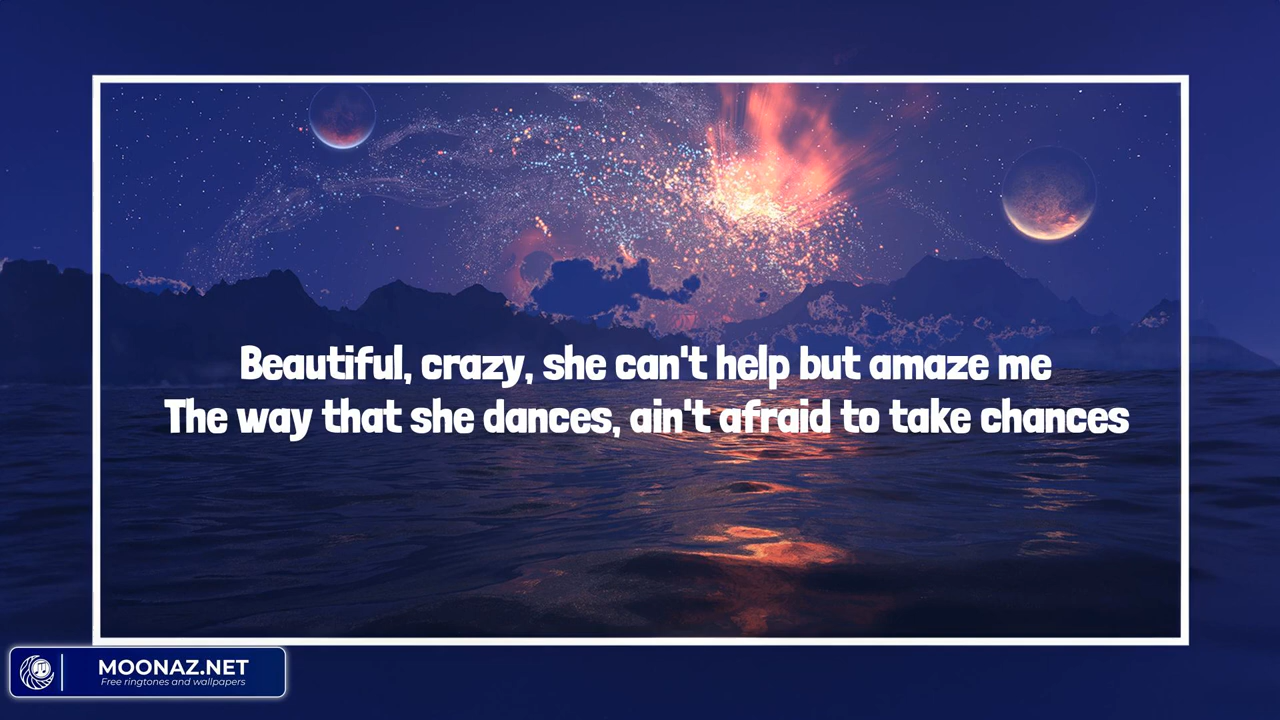 Beautiful, crazy, she can't help but amaze me
The way that she dances, ain't afraid to take chances
MOONAZ.NET
Free ringtones and wallpapers